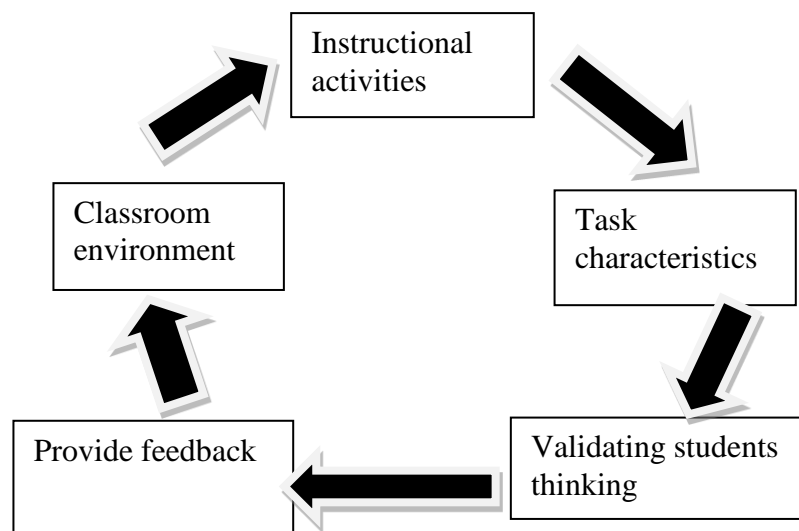 Instructional
activities
Task
characteristics
Validating students
thinking
Provide feedback
Classroom
environment